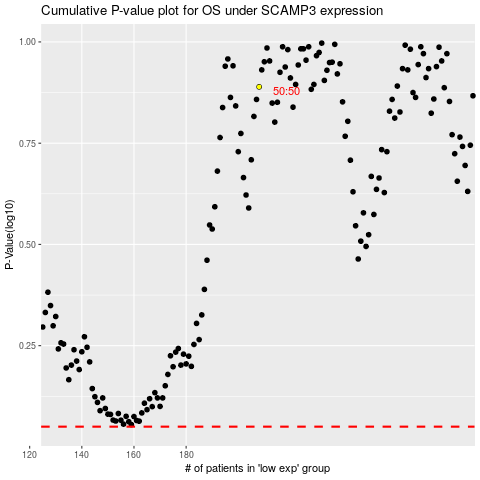 Cumulative P-value plot for OS under SCAMP3 expression
1.00
50:50
0.75
P-Value(log10)
0.50
0.25
120 140 160 180
# of patients in 'low exp' group